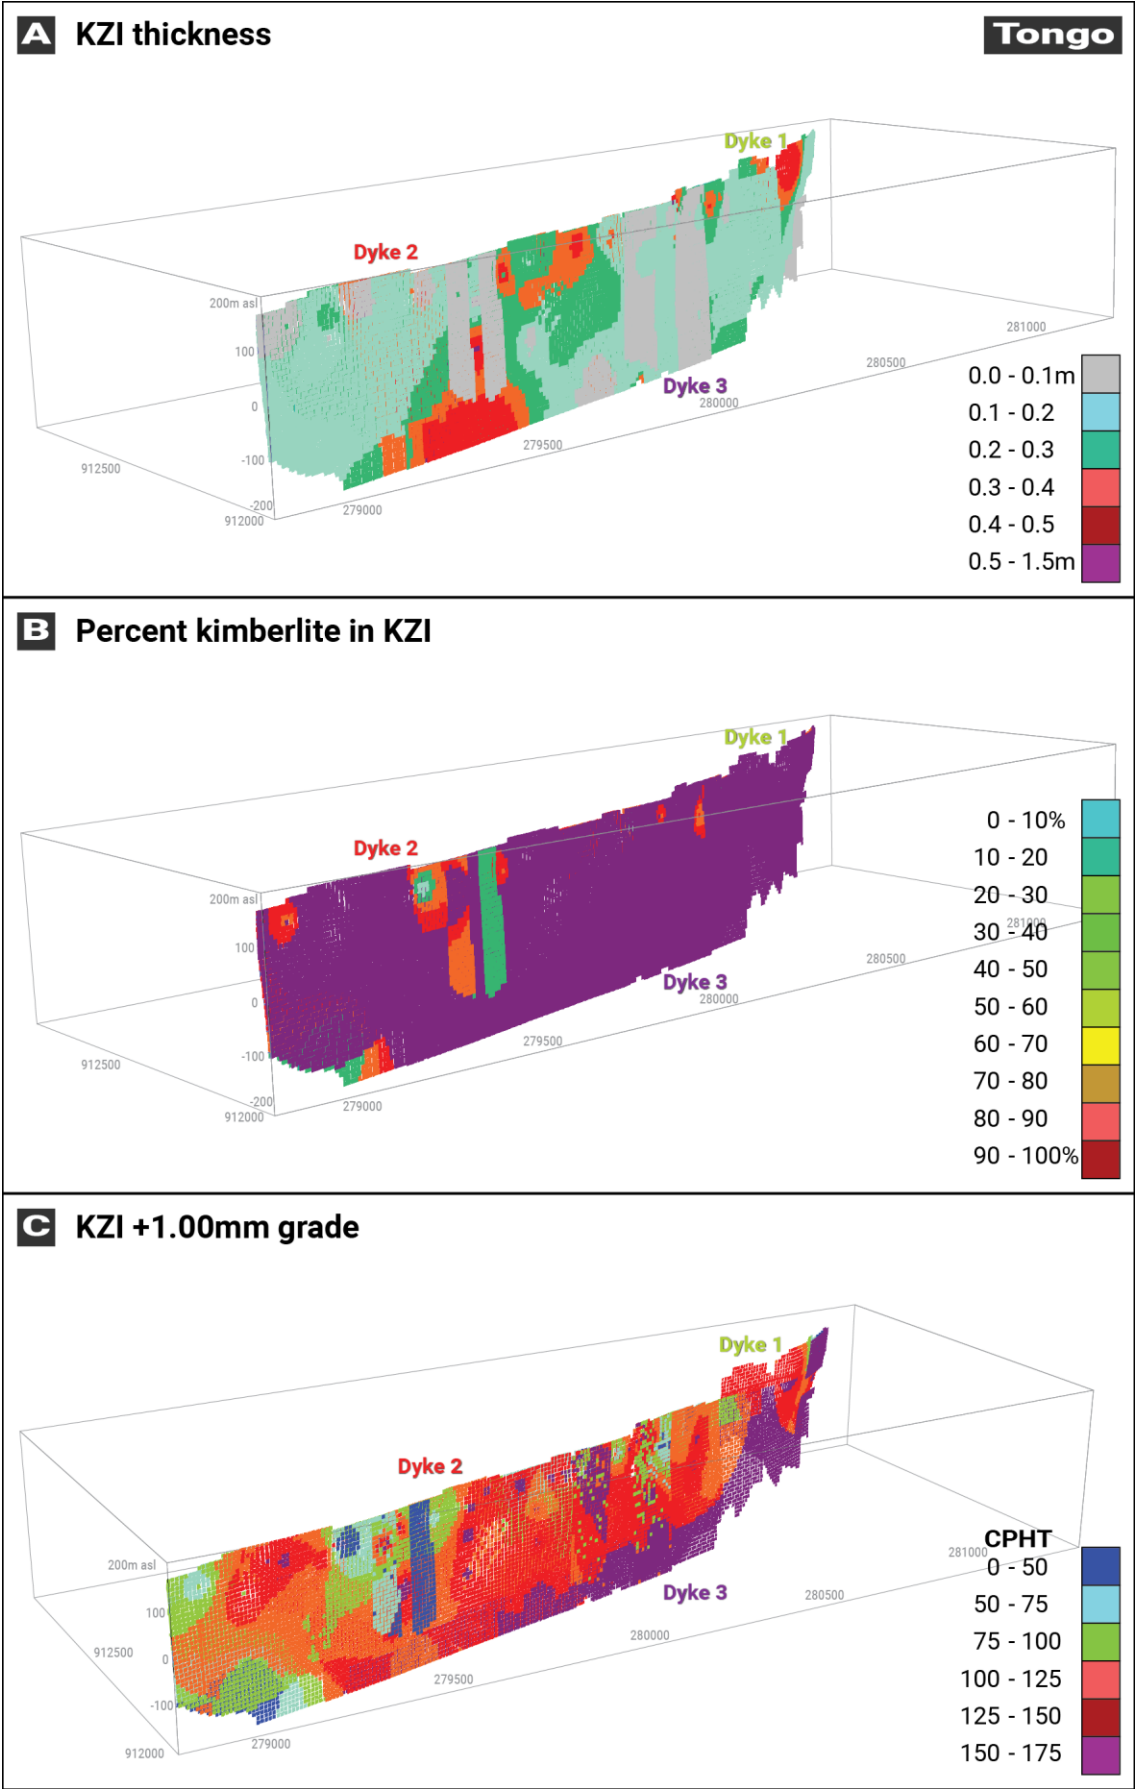 A KZI thickness
Tongo
Dyke 1
Dyke 2
200m asl
100
0
-100
-200
912000
912500
279000
279500
Dyke 3
280000
280500
281000
0.0 - 0.1m
0.1 - 0.2
0.2 - 0.3
0.3 - 0.4
0.4 - 0.5
0.5 - 1.5m
B Percent kimberlite in KZI
Dyke 1
Dyke 2
200m asl
100
0
-100
-200
912000
912500
279000
279500
Dyke 3
280000
280500
281000
0 - 10%
10 - 20
20 - 30
30 - 40
40 - 50
50 - 60
60 - 70
70 - 80
80 - 90
90 - 100%
C KZI +1.00mm grade
Dyke 1
Dyke 2
200m asl
100
0
-100
912000
912500
279000
279500
Dyke 3
280000
280500
281000
CPHT
0 - 50
50 - 75
75 - 100
100 - 125
125 - 150
150 - 175